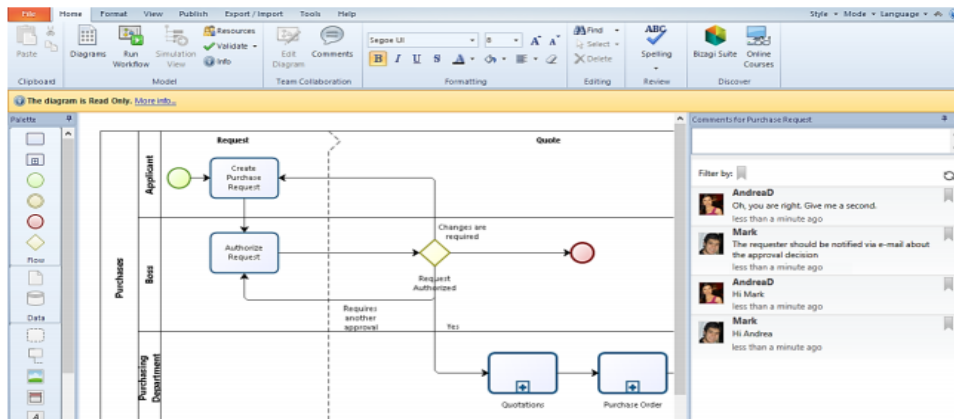 File Home Format View Publish Export / Import Tools Help Style Mode Language
Paste
Diagrams
Run Workflow
Simulation View
Resources
Validate
Info
Edit Diagram
Comments
Segoe UI 8
B I U S A
Find
Select
Delete
ABC
Spelling
Bizagi Suite
Online Courses
Clipboard Model Team Collaboration Formatting Editing Review Discover
The diagram is Read Only. More info...
Palette
Flow
Data
A
Purchases
Applicant
Boss
Purchasing Department
Request Quote
Create
Purchase
Request
Changes are
required
Authorize
Request
Request
Authorized
Requires
another
approval
Yes
Quotations Purchase Order
Comments for Purchase Request
Filter by:
AndreaD
Oh, you are right. Give me a second.
less than a minute ago
Mark
The requester should be notified via e-mail about
the approval decision
less than a minute ago
AndreaD
Hi Mark
less than a minute ago
Mark
Hi Andrea
less than a minute ago